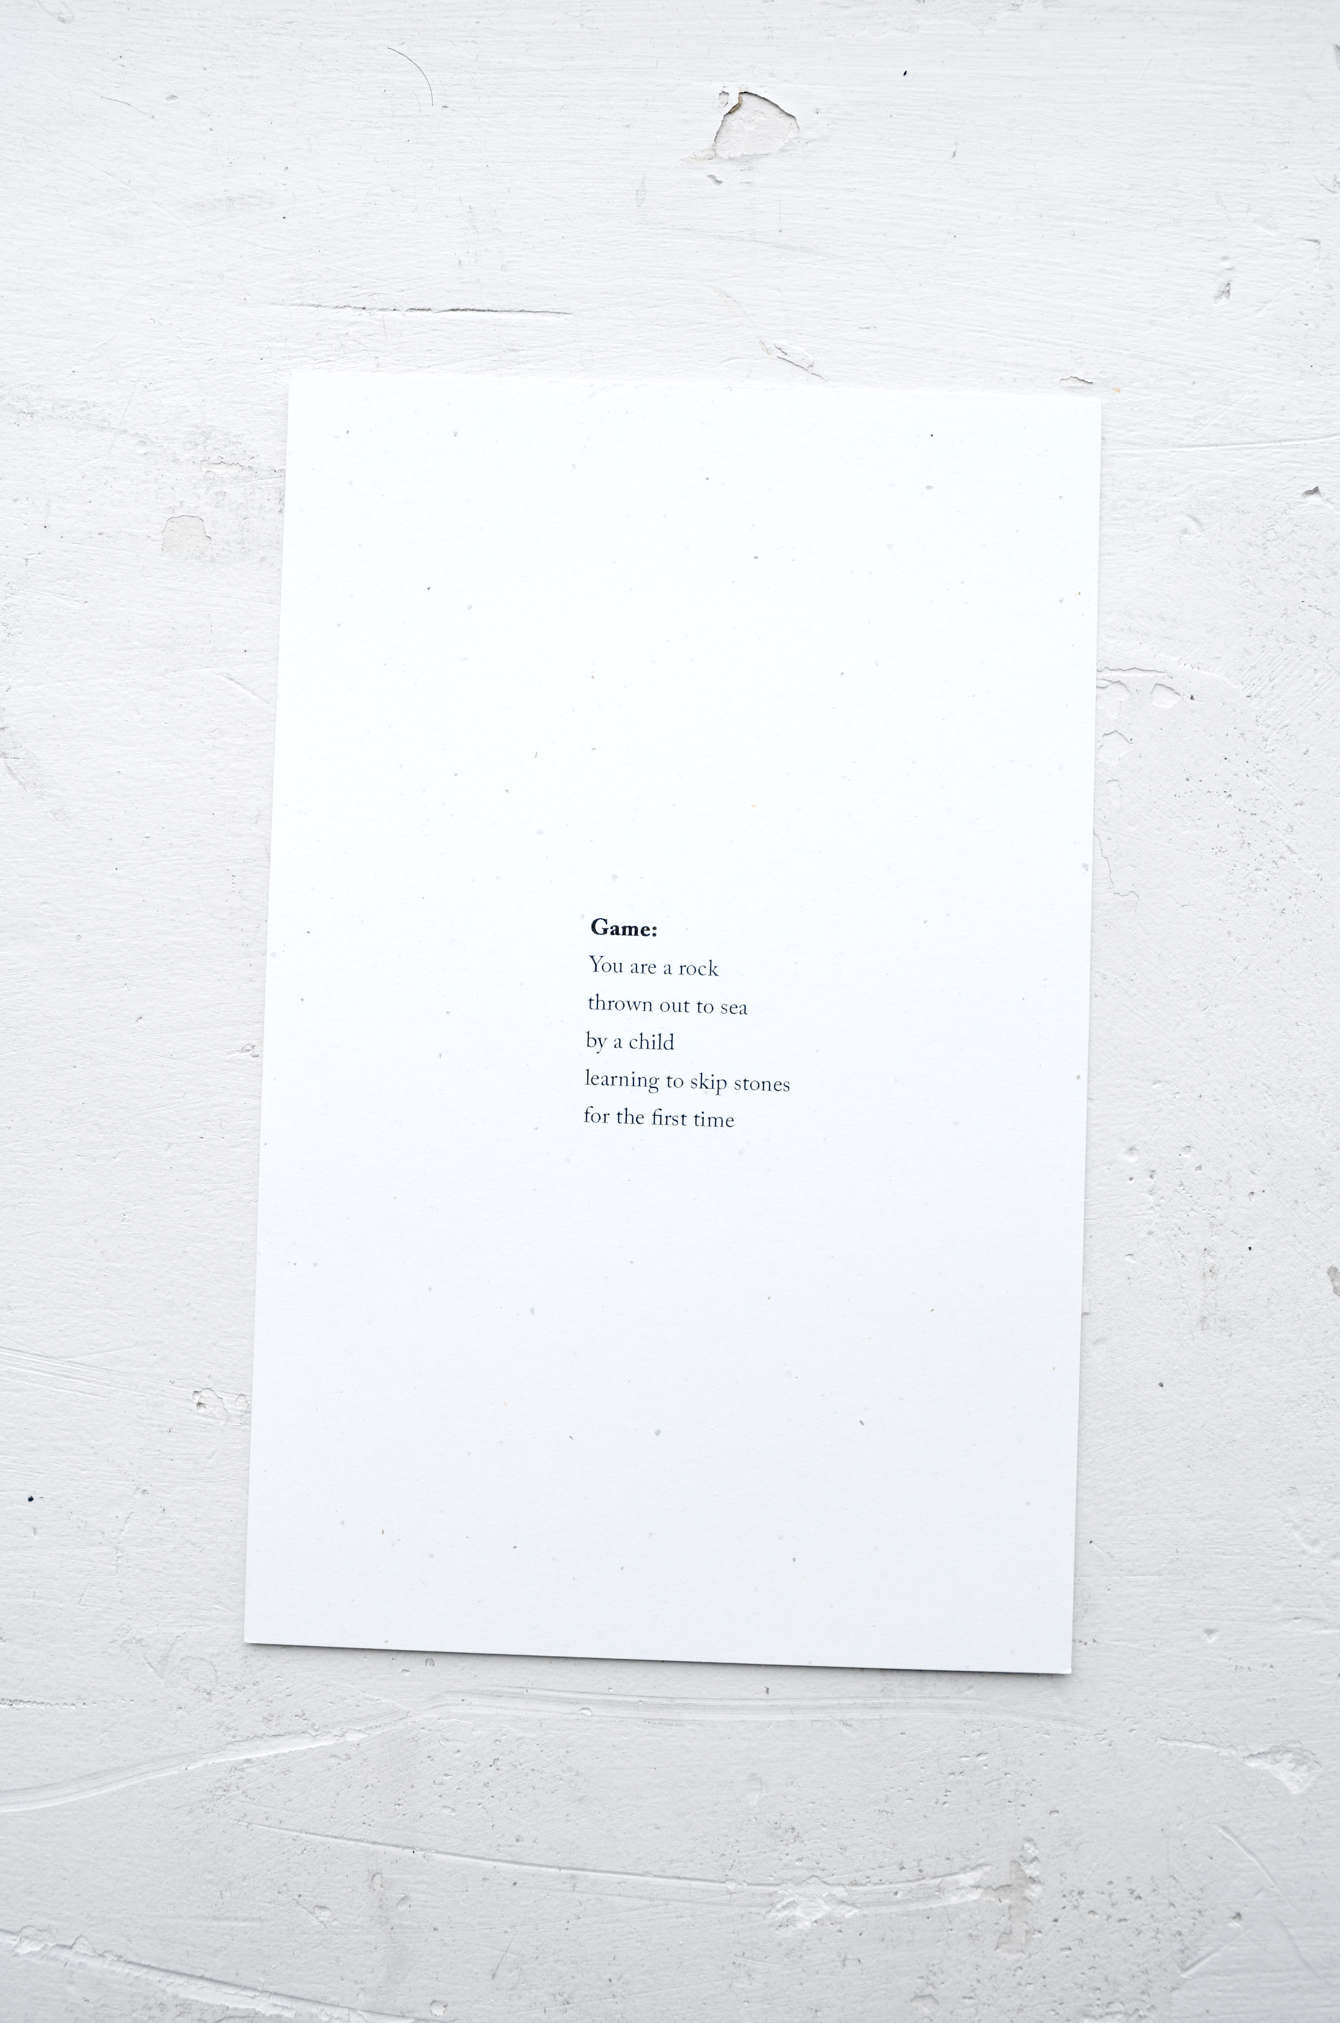 Game:
You are a rock
thrown out to sea
by a child
learning to skip stones
for the first time